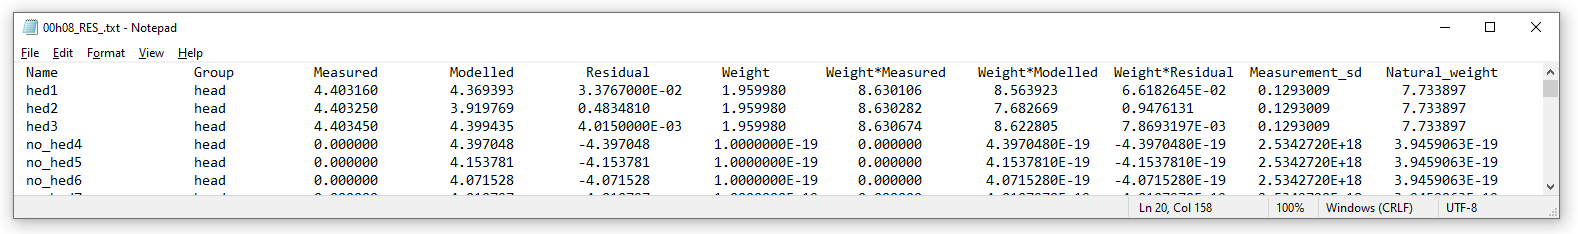 00h08_RES_.txt - Notepad
File Edit Format View Help
Name Group Measured Modelled Residual Weight Weight*Measured Weight*Modelled Weight*Residual Measurement_sd Natural_weight
hed1 head 4.403160 4.369393 3.3767000E-02 1.959980 8.630106 8.563923 6.6182645E-02 0.1293009 7.733897
hed2 head 4.403250 3.919769 0.4834810 1.959980 8.630282 7.682669 0.9476131 0.1293009 7.733897
hed3 head 4.403450 4.399435 4.0150000E-03 1.959980 8.630674 8.622805 7.8693197E-03 0.1293009 7.733897
no_hed4 head 0.000000 4.397048 -4.397048 1.0000000E-19 0.000000 4.3970480E-19 -4.3970480E-19 2.5342720E+18 3.9459063E-19
no_hed5 head 0.000000 4.153781 -4.153781 1.0000000E-19 0.000000 4.1537810E-19 -4.1537810E-19 2.5342720E+18 3.9459063E-19
no_hed6 head 0.000000 4.071528 -4.071528 1.0000000E-19 0.000000 4.0715280E-19 -4.0715280E-19 2.5342720E+18 3.9459063E-19
Ln 20, Col 158 100% Windows (CRLF) UTF-8